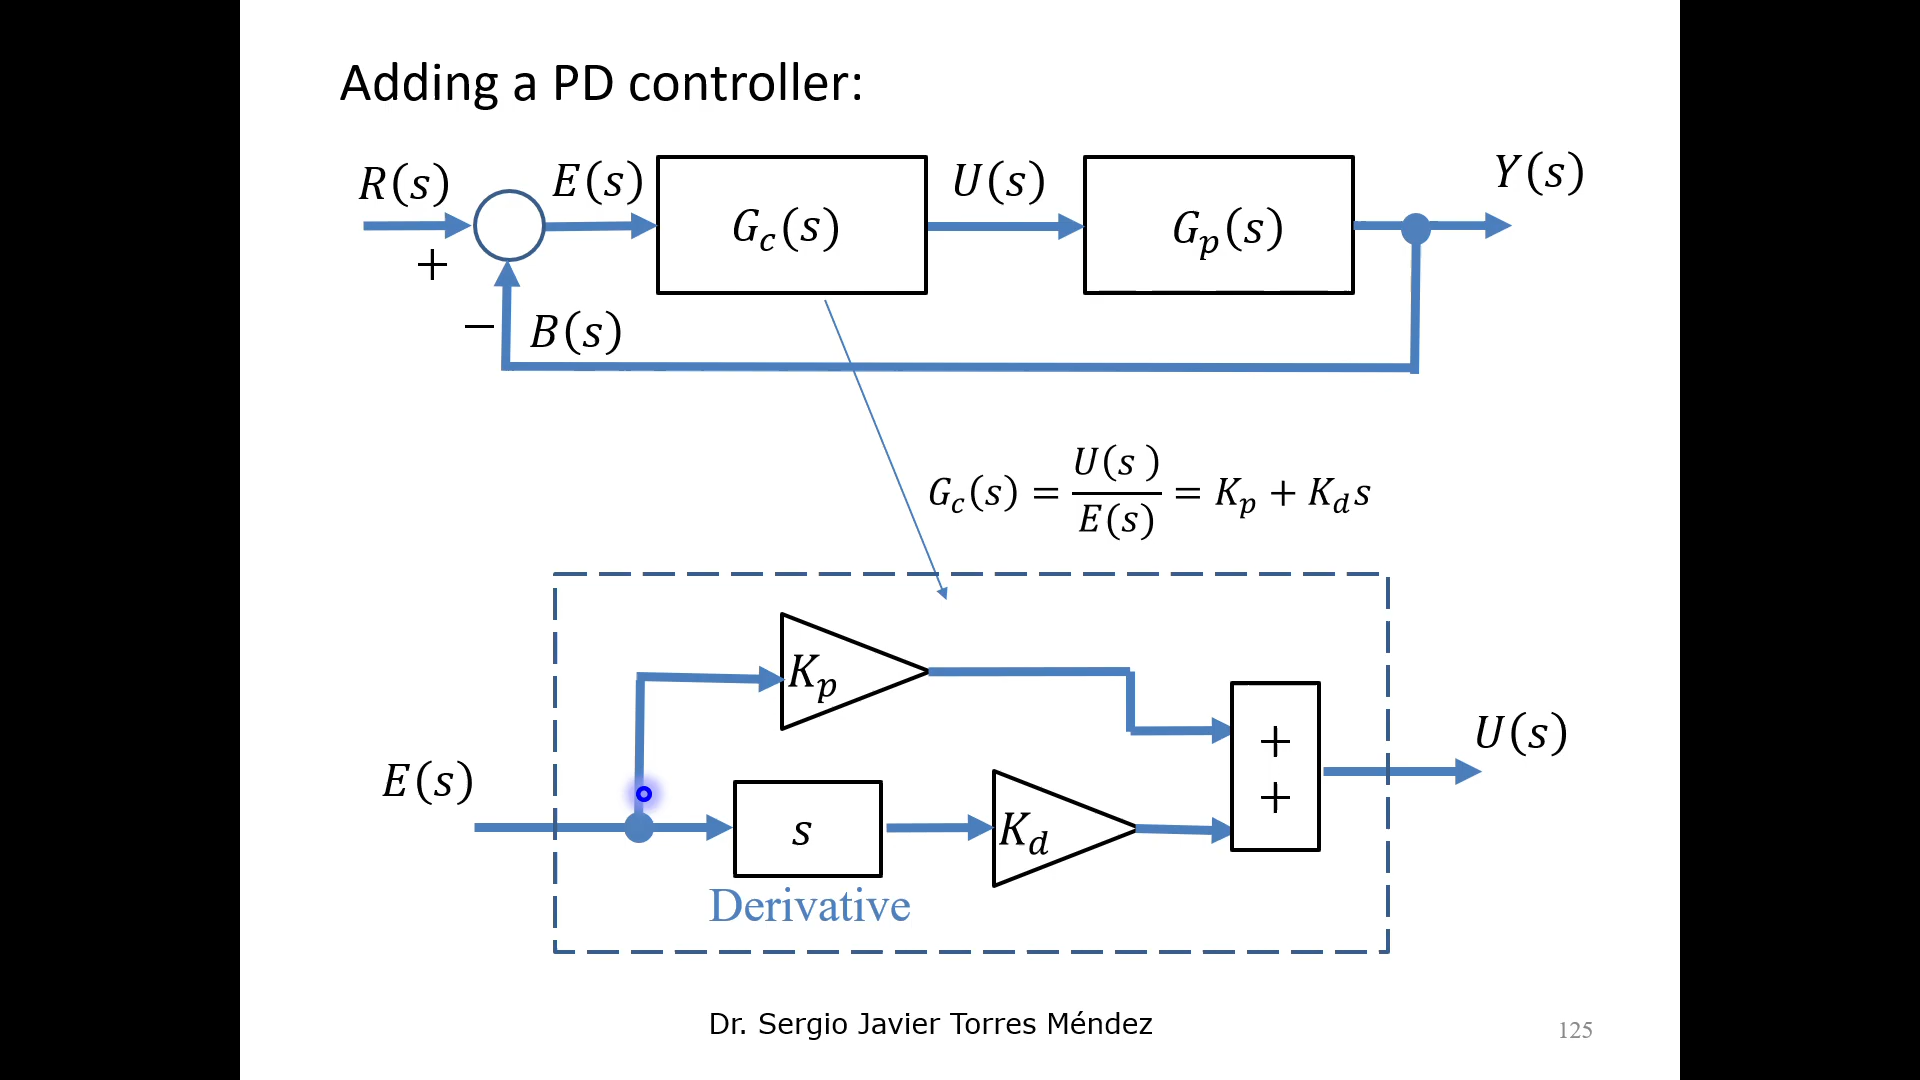 Adding a PD controller:
R(s) E(s) U(s) Y(s)
G_c(s) G_p(s)
+
− B(s)
G_c(s) = U(s )/E(s) = K_p + K_d s
K_p
+
U(s)
E(s)
+
s K_d
Derivative
Dr. Sergio Javier Torres Méndez
125